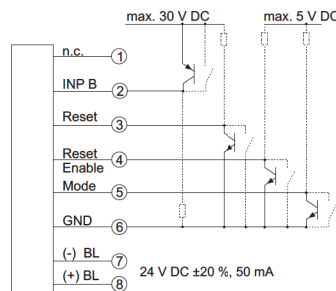 max. 30 V DC
max. 5 V DC
n.c. 1
INP B 2
Reset 3
Reset Enable 4
Mode 5
GND 6
(-) BL 7
(+) BL 8
24 V DC ±20 %, 50 mA